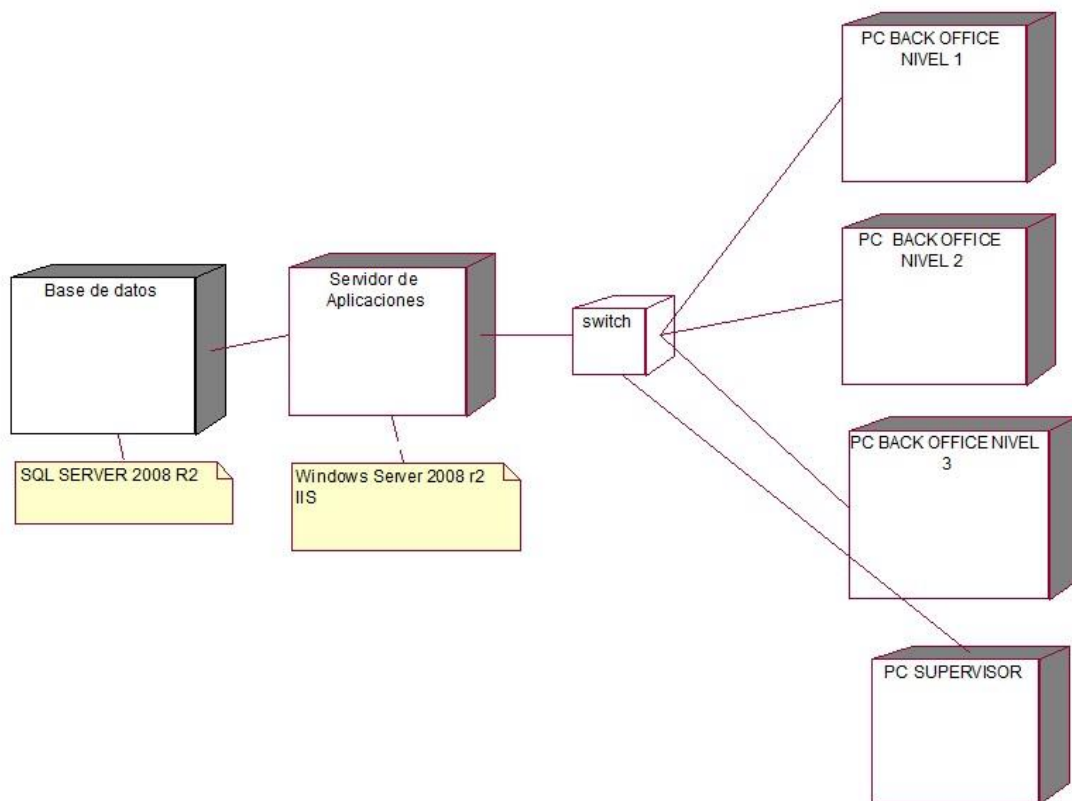 PC BACK OFFICE
NIVEL 1
PC BACK OFFICE
NIVEL 2
Base de datos
Servidor de
Aplicaciones
switch
PC BACK OFFICE NIVEL
3
SQL SERVER 2008 R2
Windows Server 2008 r2
IIS
PC SUPERVISOR